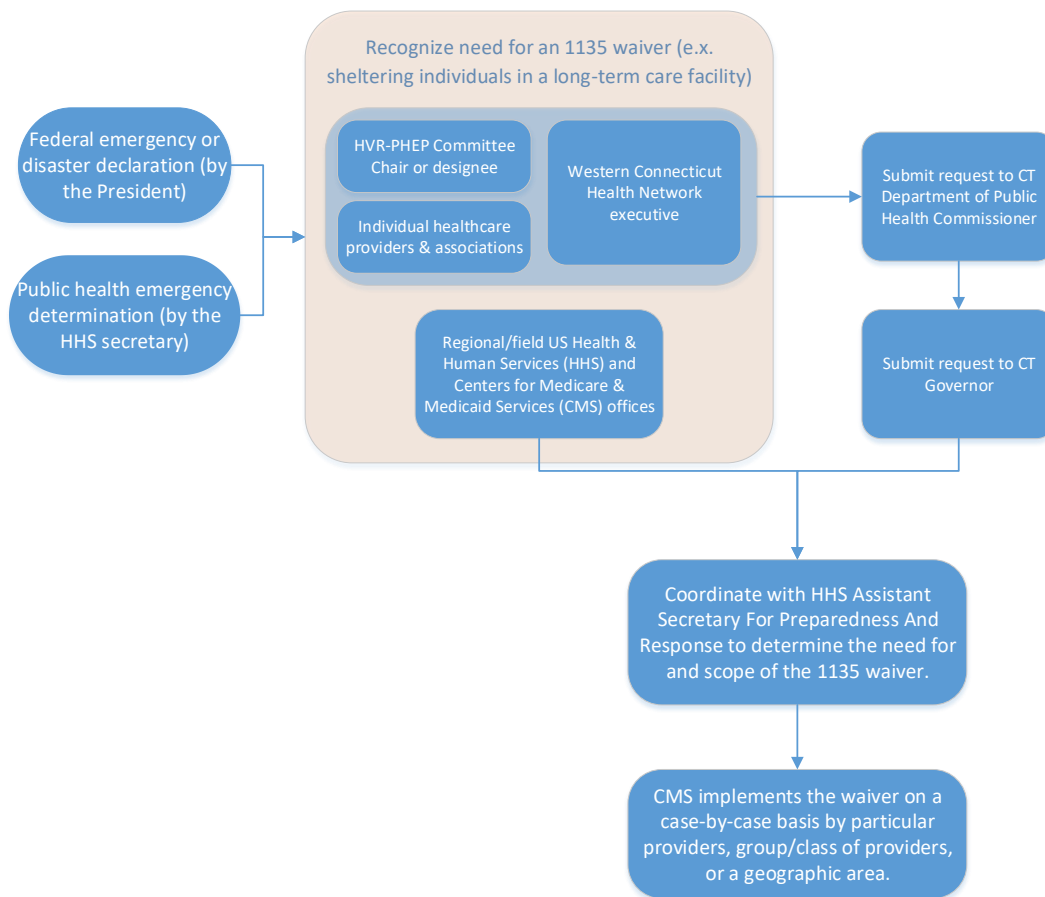 Recognize need for an 1135 waiver (e.x.
sheltering individuals in a long-term care facility)
Federal emergency or
disaster declaration (by
the President)
Public health emergency
determination (by the
HHS secretary)
HVR-PHEP Committee
Chair or designee
Individual healthcare
providers & associations
Western Connecticut
Health Network
executive
Regional/field US Health &
Human Services (HHS) and
Centers for Medicare &
Medicaid Services (CMS) offices
Submit request to CT
Department of Public
Health Commissioner
Submit request to CT
Governor
Coordinate with HHS Assistant
Secretary For Preparedness And
Response to determine the need for
and scope of the 1135 waiver.
CMS implements the waiver on a
case-by-case basis by particular
providers, group/class of providers,
or a geographic area.